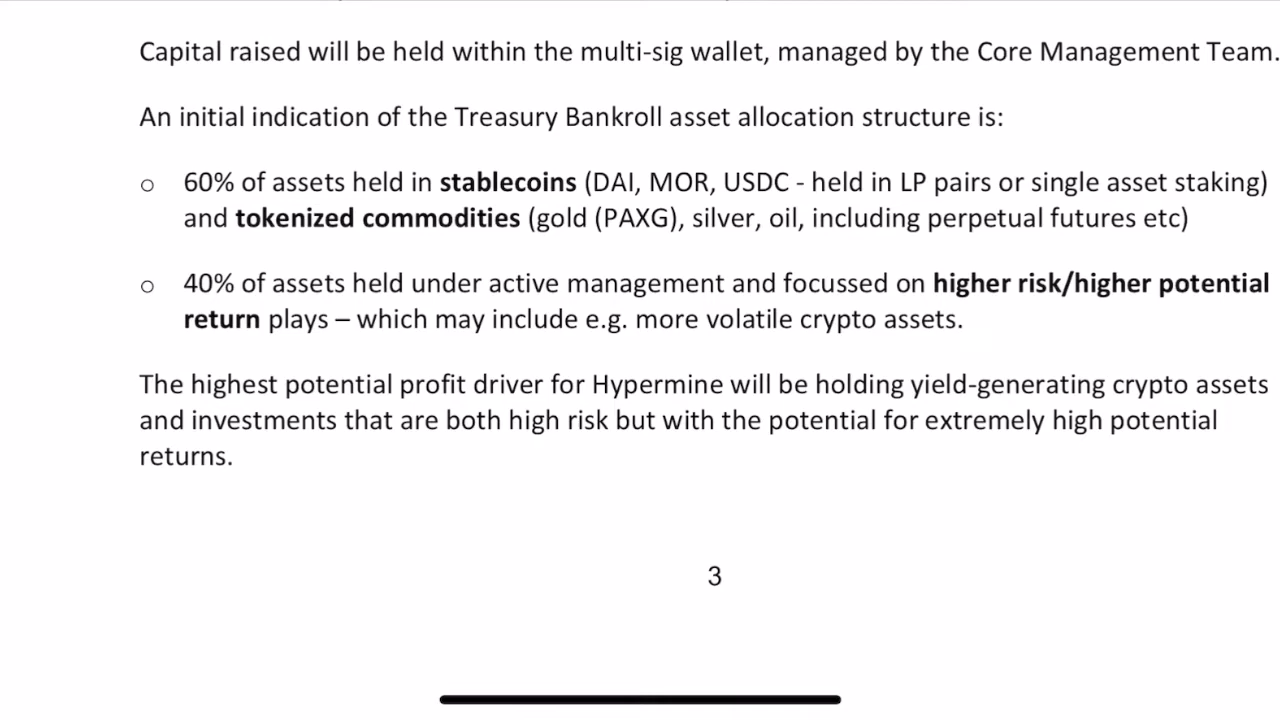 Capital raised will be held within the multi-sig wallet, managed by the Core Management Team.
An initial indication of the Treasury Bankroll asset allocation structure is:
o 60% of assets held in stablecoins (DAI, MOR, USDC - held in LP pairs or single asset staking)
and tokenized commodities (gold (PAXG), silver, oil, including perpetual futures etc)
o 40% of assets held under active management and focussed on higher risk/higher potential
return plays – which may include e.g. more volatile crypto assets.
The highest potential profit driver for Hypermine will be holding yield-generating crypto assets
and investments that are both high risk but with the potential for extremely high potential
returns.
3